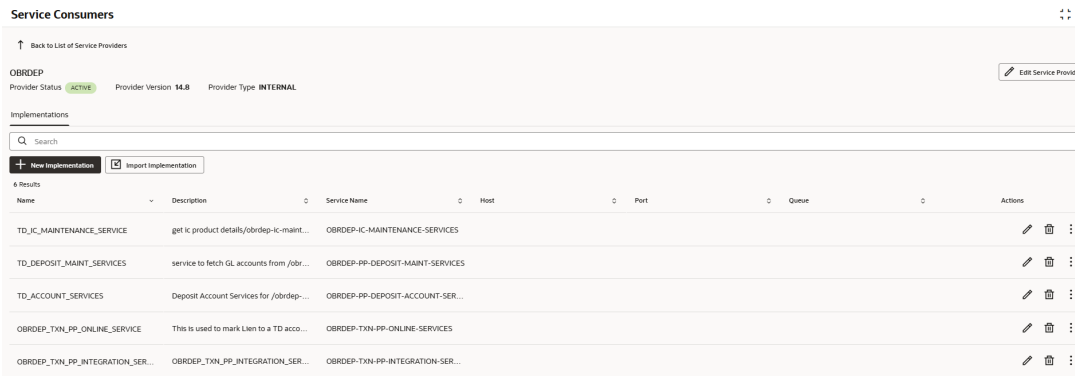 Service Consumers
Back to List of Service Providers
OBRDEP
Edit Service Provid
Provider Status ACTIVE Provider Version 14.8 Provider Type INTERNAL
Implementations
Search
New Implementation Import Implementation
6 Results
Name Description Service Name Host Port Queue Actions
TD_IC_MAINTENANCE_SERVICE get ic product details/obrdep-ic-maint... OBRDEP-IC-MAINTENANCE-SERVICES
TD_DEPOSIT_MAINT_SERVICES service to fetch GL accounts from /obr... OBRDEP-PP-DEPOSIT-MAINT-SERVICES
TD_ACCOUNT_SERVICES Deposit Account Services for /obrdep-... OBRDEP-PP-DEPOSIT-ACCOUNT-SER...
OBRDEP_TXN_PP_ONLINE_SERVICE This is used to mark Lien to a TD acco... OBRDEP-TXN-PP-ONLINE-SERVICES
OBRDEP_TXN_PP_INTEGRATION_SER... OBRDEP_TXN_PP_INTEGRATION_SER... OBRDEP-TXN-PP-INTEGRATION-SER...